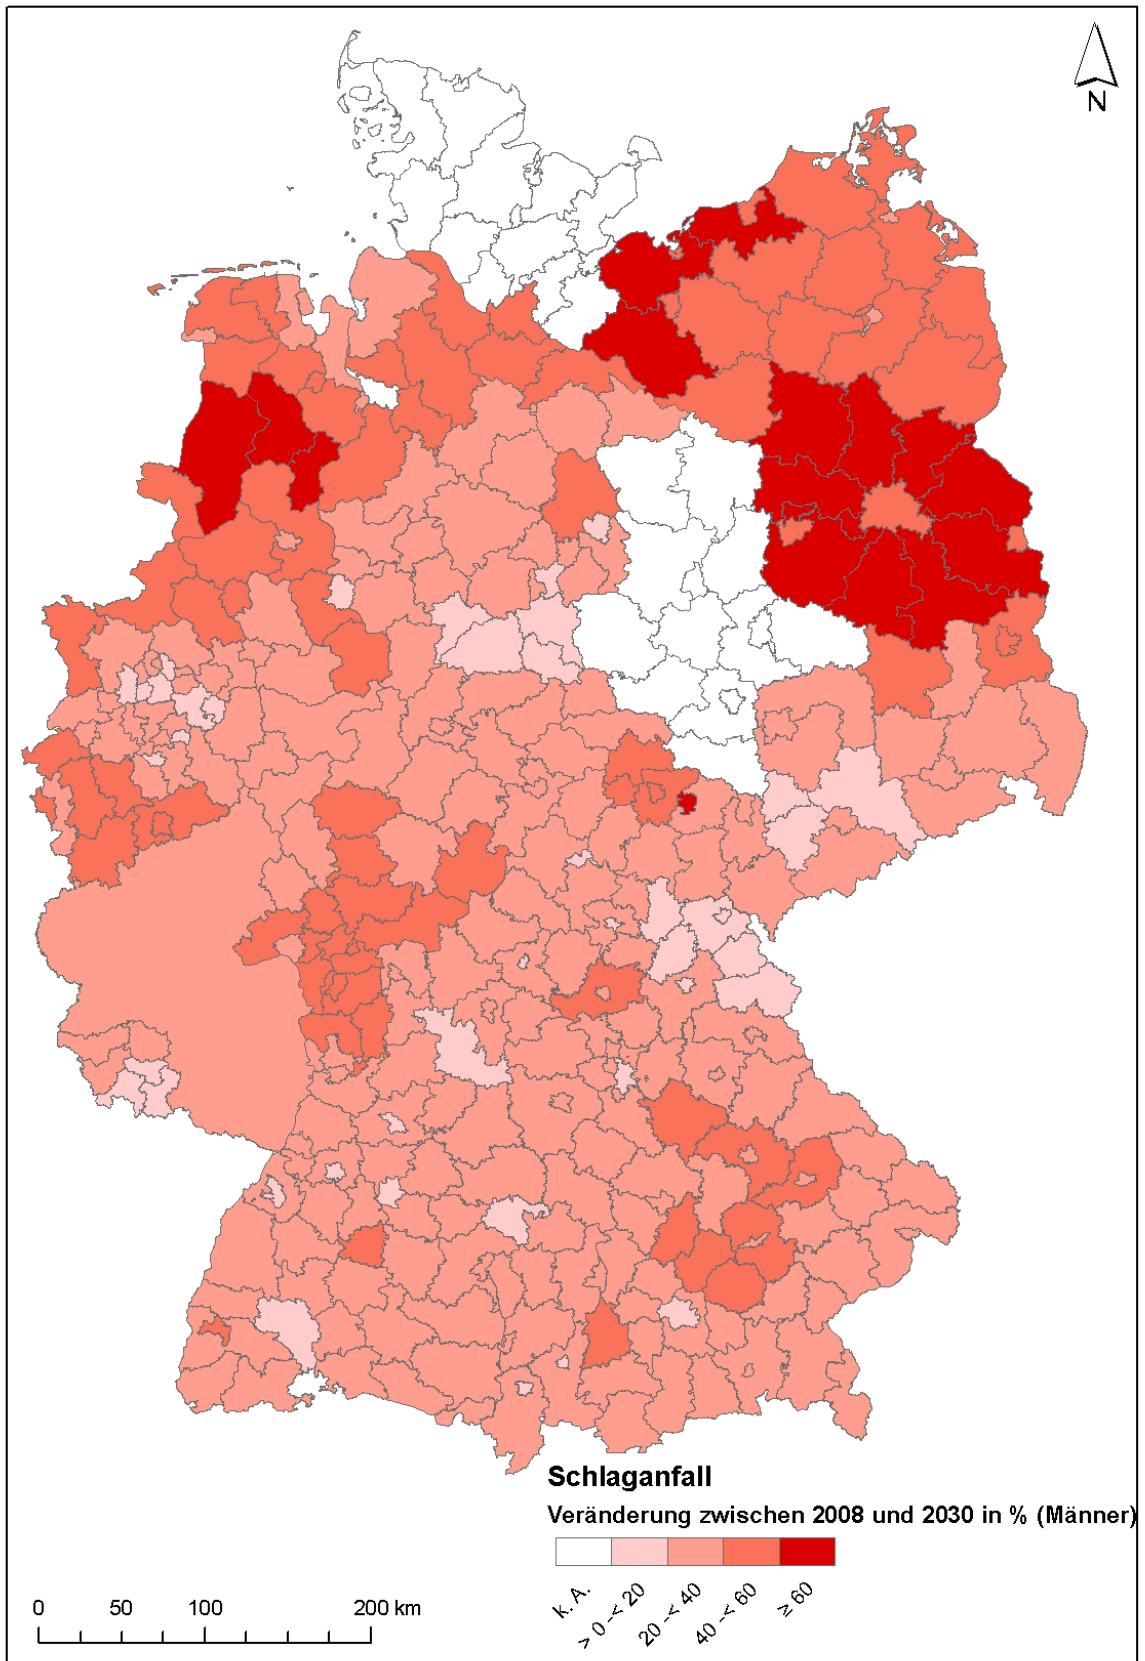 N
Schlaganfall
Veränderung zwischen 2008 und 2030 in % (Männer)
k. A.
> 0 -< 20
20 -< 40
40 -< 60
≥ 60
0 50 100 200 km